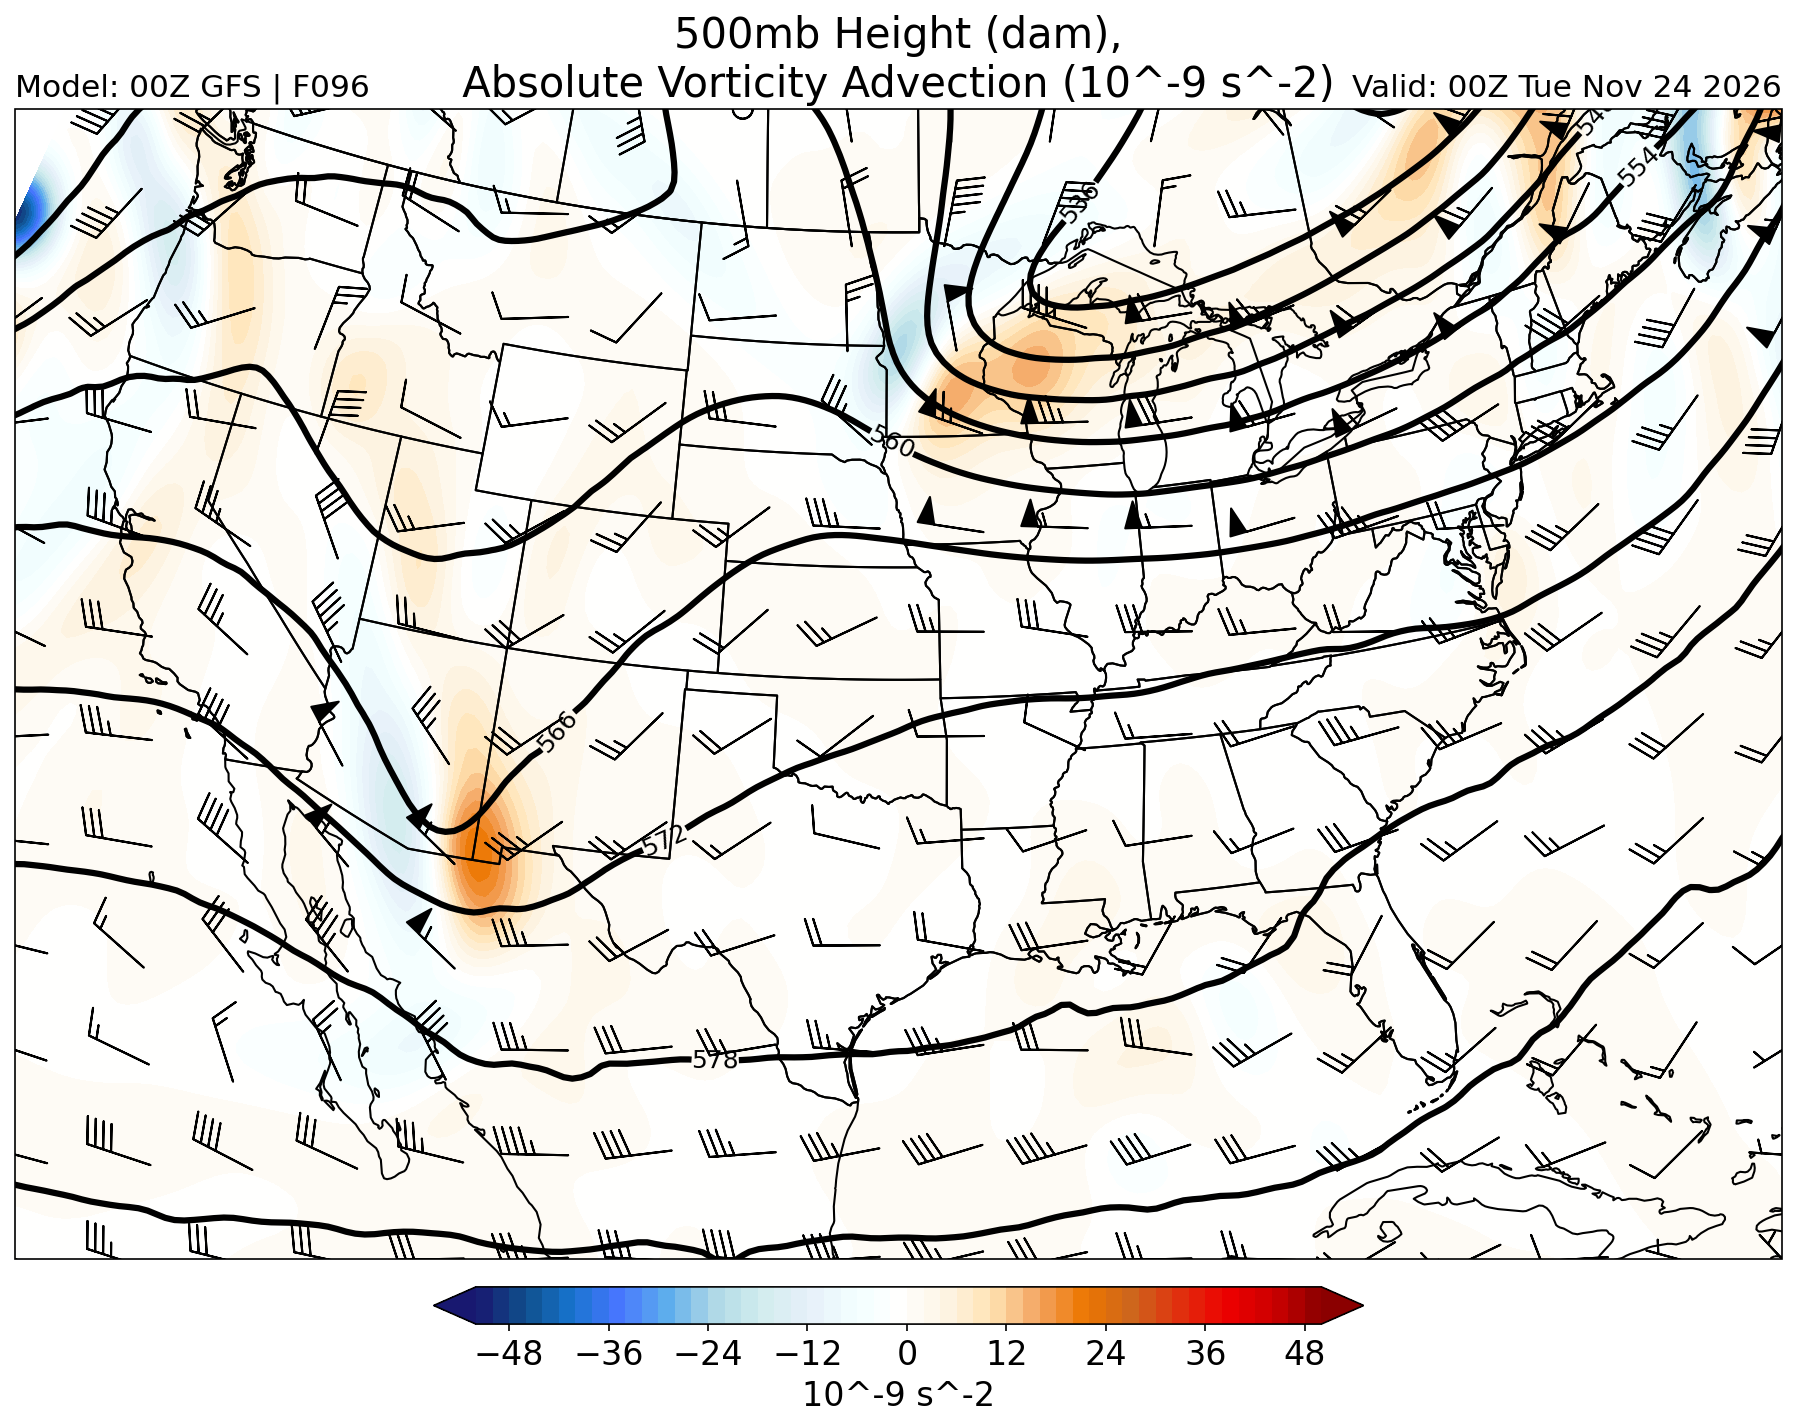 500mb Height (dam),
Model: 00Z GFS | F096 Absolute Vorticity Advection (10^-9 s^-2) Valid: 00Z Tue Nov 24 2026
554
536
560
566
572
578
−48 −36 −24 −12 0 12 24 36 48
10^-9 s^-2